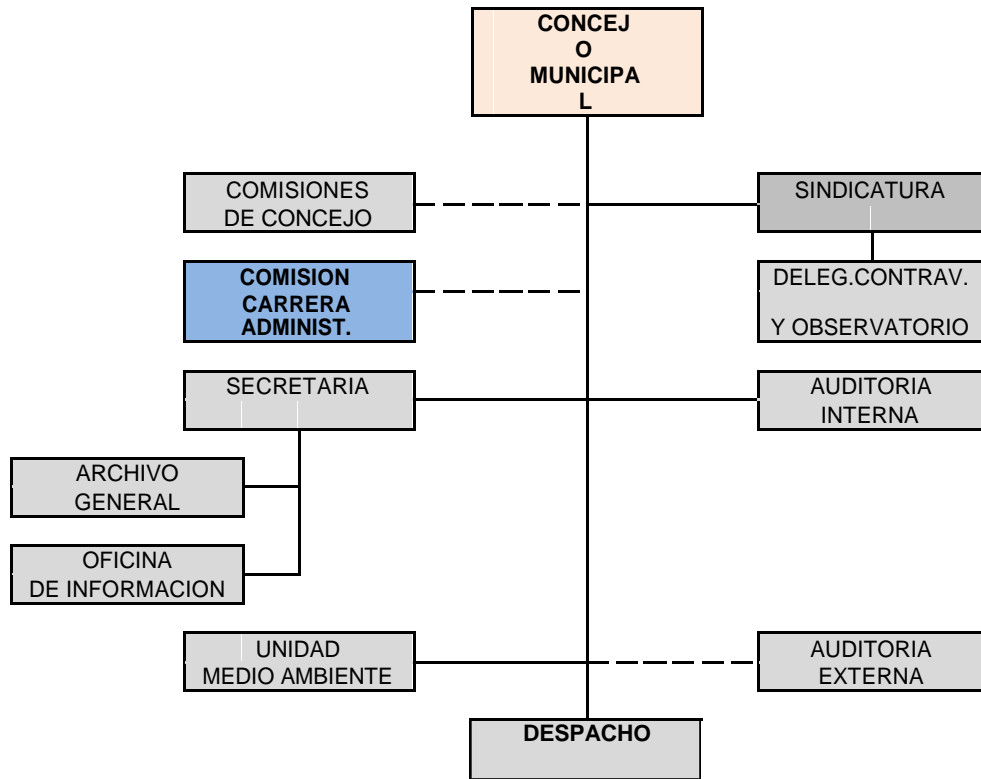 CONCEJ
O
MUNICIPA
L
COMISIONES
DE CONCEJO
SINDICATURA
COMISION
CARRERA
ADMINIST.
DELEG.CONTRAV.
Y OBSERVATORIO
SECRETARIA
AUDITORIA
INTERNA
ARCHIVO
GENERAL
OFICINA
DE INFORMACION
UNIDAD
MEDIO AMBIENTE
AUDITORIA
EXTERNA
DESPACHO